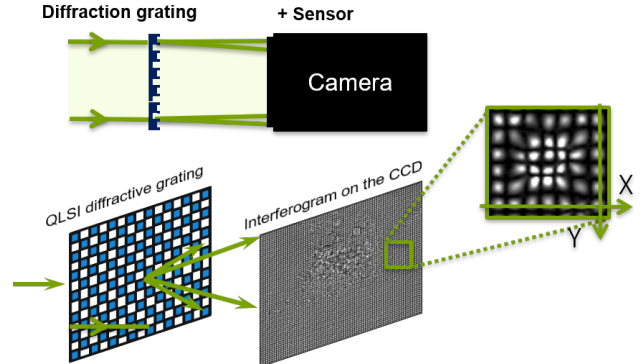 Diffraction grating
+ Sensor
Camera
QLSI diffractive grating
Interferogram on the CCD
X
Y